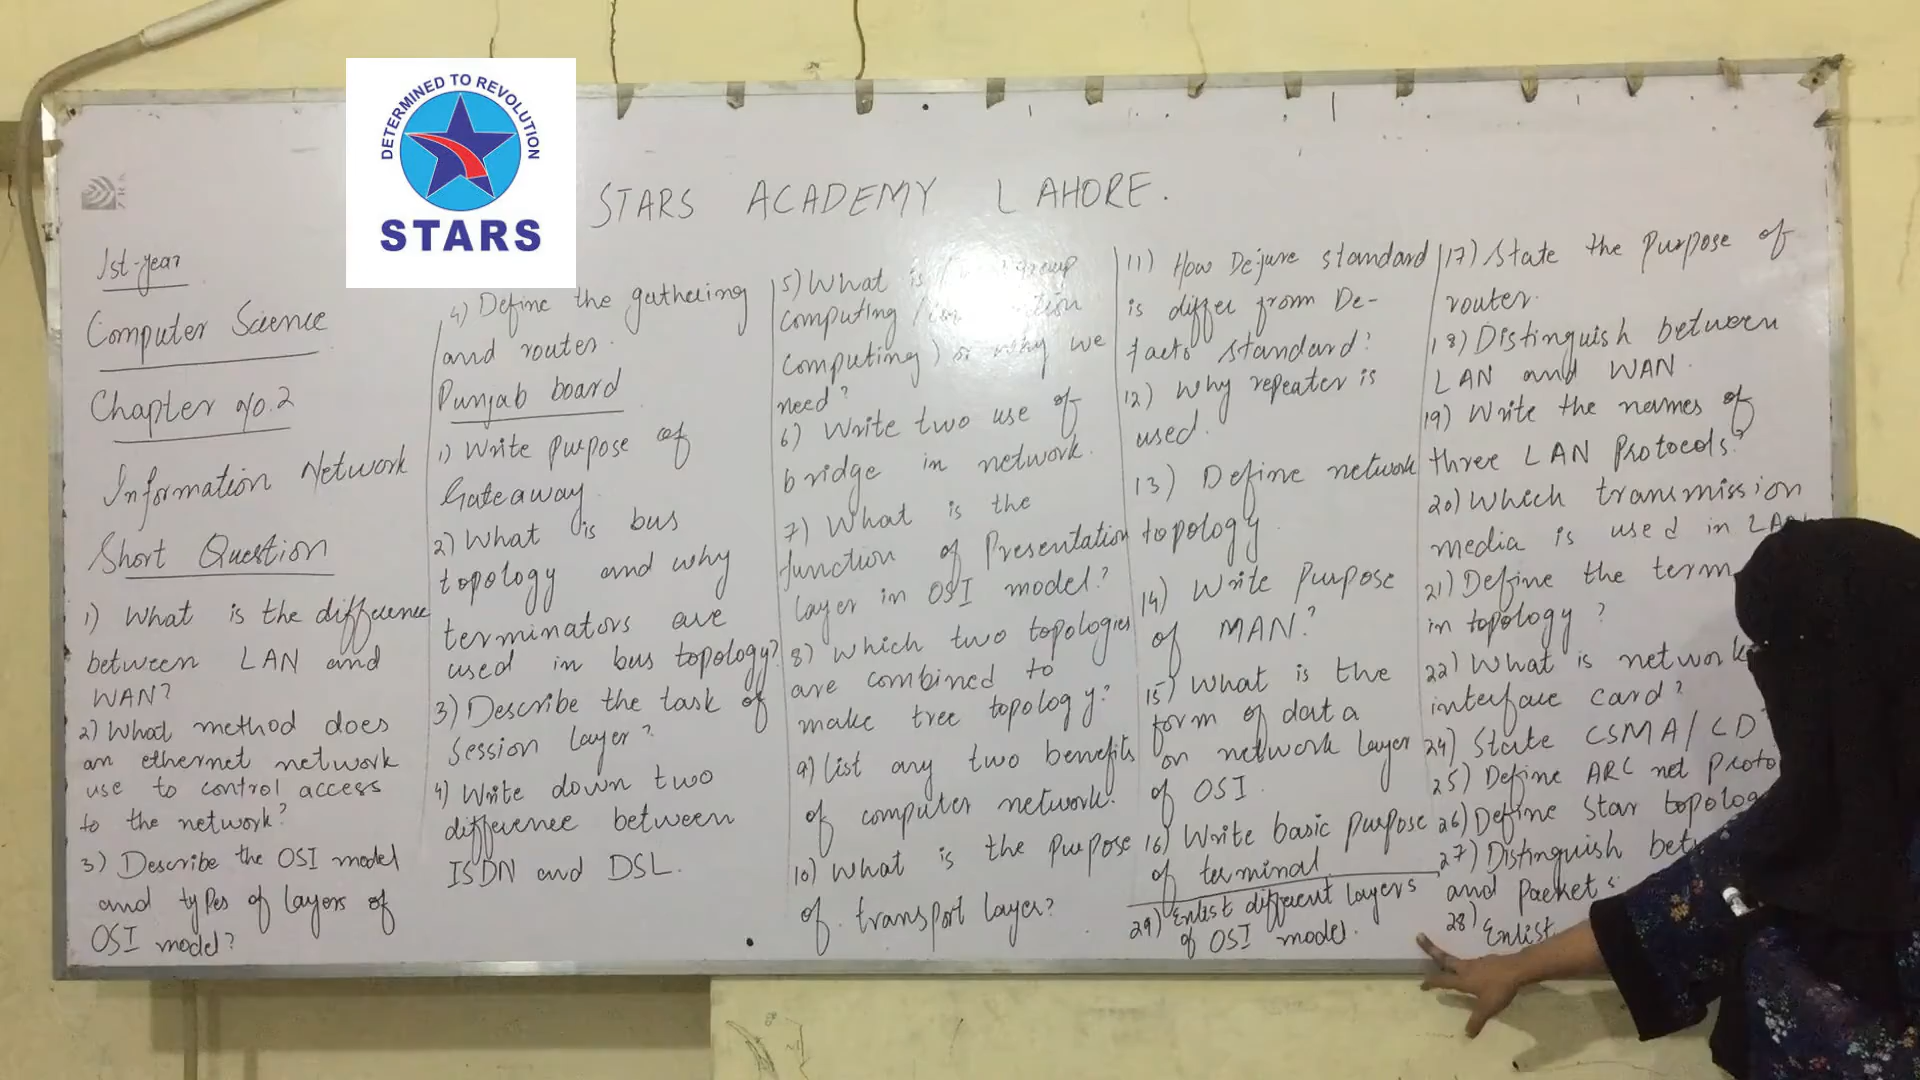 DETERMINED TO REVOLUTION
STARS
STARS ACADEMY LAHORE.
1st-year
Computer Science
Chapter No.2
Information Network
Short Question
1) What is the difference
between LAN and
WAN?
2) What method does
an ethernet network
use to control access
to the network?
3) Describe the OSI model
and types of layers of
OSI model?
4) Define the gathering
and router.
Punjab board
1) Write purpose of
Gateaway.
2) What is bus
topology and why
terminators are
used in bus topology?
3) Describe the task of
Session layer?
4) Write down two
difference between
ISDN and DSL.
5) What is
computing
computing) or why we
need?
6) Write two use of
bridge in network.
7) What is the
function of Presentation
layer in OSI model?
8) Which two topologies
are combined to
make tree topology?
9) List any two benefits
of computer network.
10) What is the purpose
of transport layer?
11) How Dejure standard
is differ from De-
facto standard?
12) Why repeater is
used.
13) Define network
topology.
14) Write purpose
of MAN?
15) What is the
form of data
on network layer
of OSI.
16) Write basic purpose
of terminal.
29) Enlist different layers
of OSI model.
17) State the purpose of
router.
18) Distinguish between
LAN and WAN.
19) Write the names of
three LAN Protocols?
20) Which transmission
media is used in LAN
21) Define the term
in topology?
22) What is network
interface card?
24) State CSMA/CD
25) Define ARC net
26) Define Star
27) Distinguish
and Packet
28) Enlist